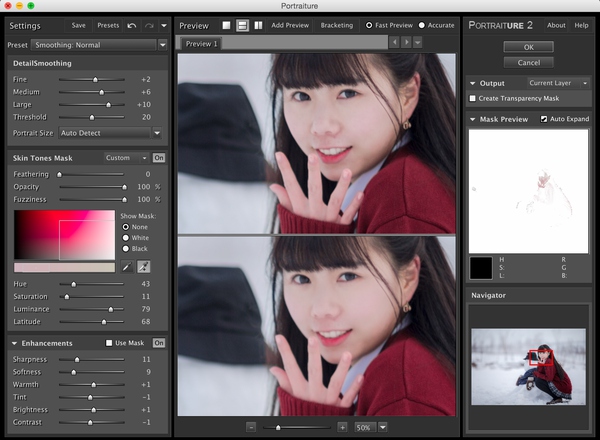 Portraiture
Settings Save Presets
Preset Smoothing: Normal
DetailSmoothing
Fine +2
Medium +6
Large +10
Threshold 20
Portrait Size Auto Detect
Skin Tones Mask Custom On
Feathering 0
Opacity 100 %
Fuzziness 100 %
Show Mask:
None
White
Black
Hue 43
Saturation 11
Luminance 79
Latitude 68
Enhancements Use Mask On
Sharpness 11
Softness 9
Warmth +1
Tint -1
Brightness +1
Contrast -1
Preview Add Preview Bracketing Fast Preview Accurate
Preview 1
50%
PORTRAITURE 2 About Help
OK
Cancel
Output Current Layer
Create Transparency Mask
Mask Preview Auto Expand
H R
S: G
L: B:
Navigator